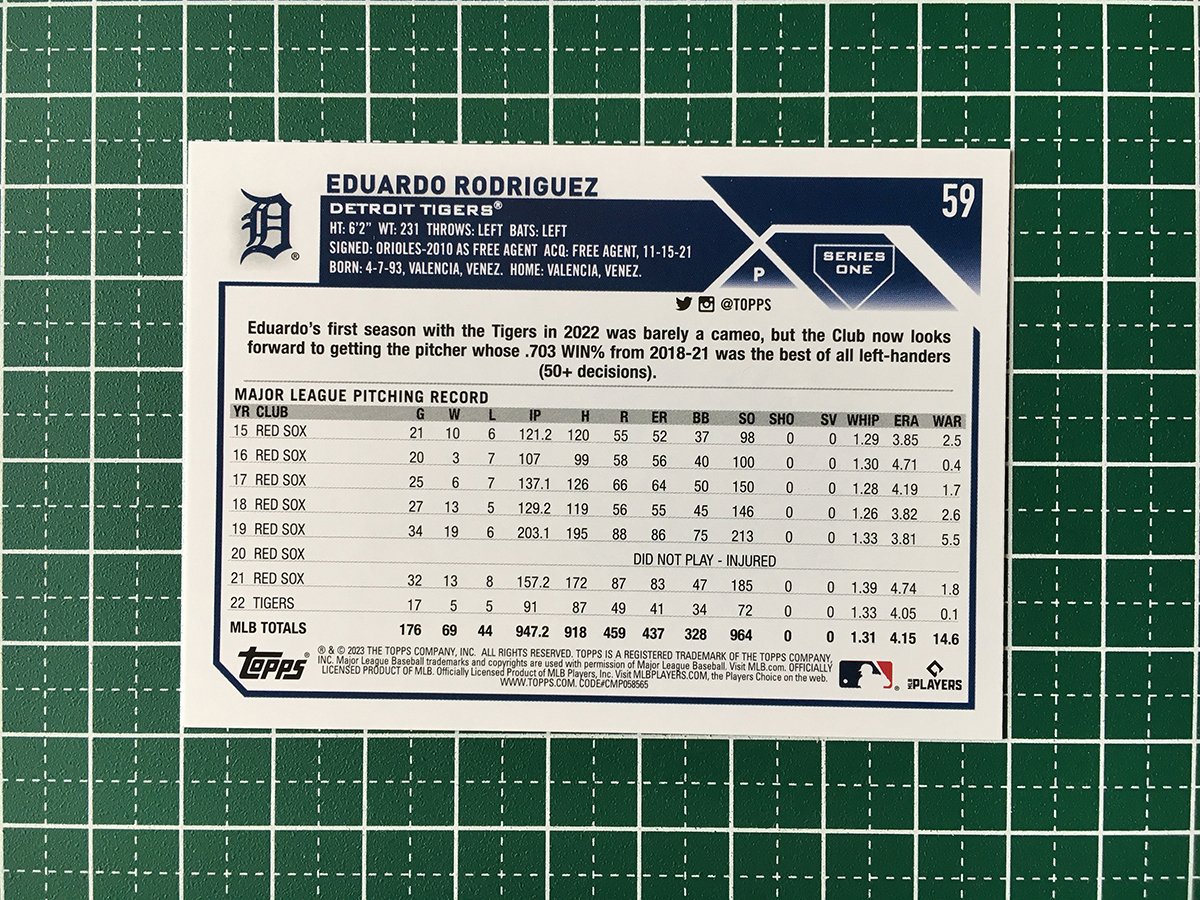 EDUARDO RODRIGUEZ
59
DETROIT TIGERS®
HT: 6'2" WT: 231 THROWS: LEFT BATS: LEFT
SIGNED: ORIOLES-2010 AS FREE AGENT ACQ: FREE AGENT, 11-15-21
BORN: 4-7-93, VALENCIA, VENEZ. HOME: VALENCIA, VENEZ.
D ®
P
SERIES
ONE
@TOPPS
Eduardo's first season with the Tigers in 2022 was barely a cameo, but the Club now looks
forward to getting the pitcher whose .703 WIN% from 2018-21 was the best of all left-handers
(50+ decisions).
MAJOR LEAGUE PITCHING RECORD
YR CLUB G W L IP H R ER BB SO SHO SV WHIP ERA WAR
15 RED SOX 21 10 6 121.2 120 55 52 37 98 0 0 1.29 3.85 2.5
16 RED SOX 20 3 7 107 99 58 56 40 100 0 0 1.30 4.71 0.4
17 RED SOX 25 6 7 137.1 126 66 64 50 150 0 0 1.28 4.19 1.7
18 RED SOX 27 13 5 129.2 119 56 55 45 146 0 0 1.26 3.82 2.6
19 RED SOX 34 19 6 203.1 195 88 86 75 213 0 0 1.33 3.81 5.5
20 RED SOX DID NOT PLAY - INJURED
21 RED SOX 32 13 8 157.2 172 87 83 47 185 0 0 1.39 4.74 1.8
22 TIGERS 17 5 5 91 87 49 41 34 72 0 0 1.33 4.05 0.1
MLB TOTALS 176 69 44 947.2 918 459 437 328 964 0 0 1.31 4.15 14.6
topps®
® & © 2023 THE TOPPS COMPANY, INC. ALL RIGHTS RESERVED. TOPPS IS A REGISTERED TRADEMARK OF THE TOPPS COMPANY,
INC. Major League Baseball trademarks and copyrights are used with permission of Major League Baseball. Visit MLB.com. OFFICIALLY
LICENSED PRODUCT OF MLB. Officially Licensed Product of MLB Players, Inc. Visit MLBPLAYERS.COM, the Players Choice on the web.
WWW.TOPPS.COM. CODE#CMP058565
®
MLB PLAYERS